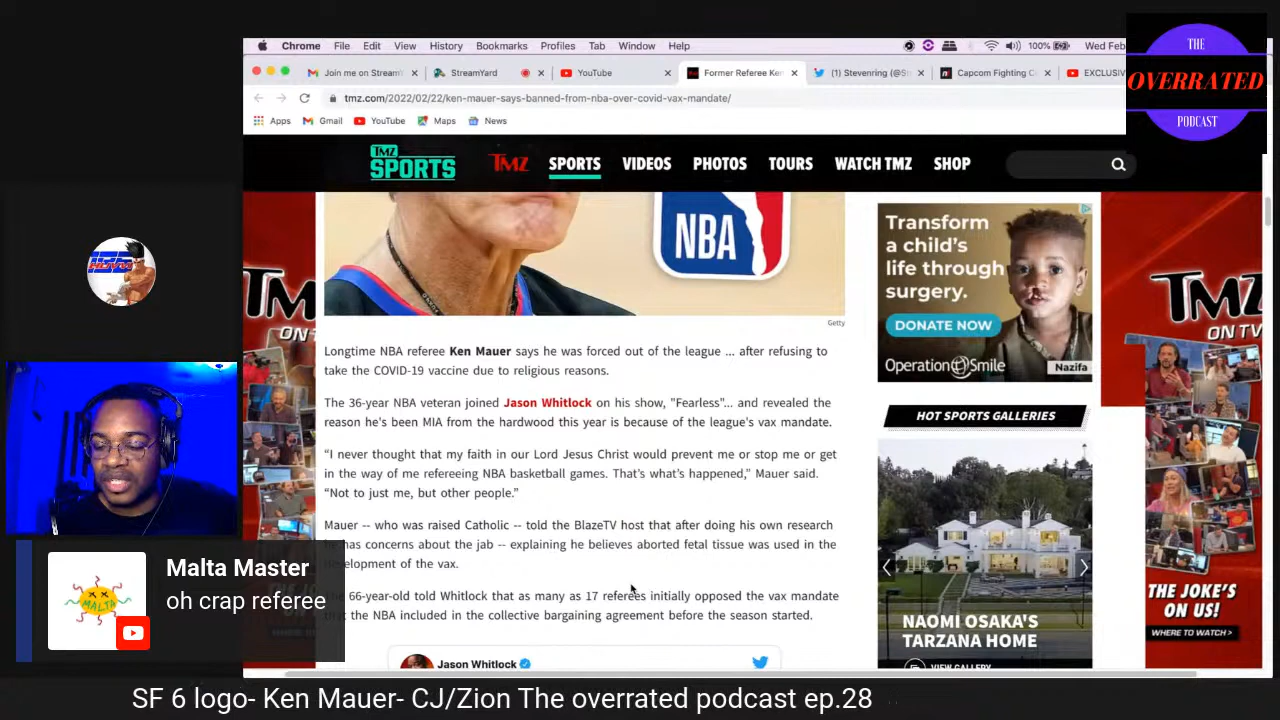 THE
OVERRATED
PODCAST
Chrome File Edit View History Bookmarks Profiles Tab Window Help
100%
Wed Feb
Join me on Stream
StreamYard
YouTube
Former Referee Ken
(1) Stevenring (@St
Capcom Fighting C
EXCLUSIV
tmz.com/2022/02/22/ken-mauer-says-banned-from-nba-over-covid-vax-mandate/
Apps Gmail YouTube Maps News
TMZ
SPORTS
TMZ SPORTS VIDEOS PHOTOS TOURS WATCH TMZ SHOP
NBA
Getty
Longtime NBA referee Ken Mauer says he was forced out of the league ... after refusing to
take the COVID-19 vaccine due to religious reasons.
The 36-year NBA veteran joined Jason Whitlock on his show, "Fearless"... and revealed the
reason he's been MIA from the hardwood this year is because of the league's vax mandate.
“I never thought that my faith in our Lord Jesus Christ would prevent me or stop me or get
in the way of me refereeing NBA basketball games. That’s what’s happened,” Mauer said.
“Not to just me, but other people.”
Mauer -- who was raised Catholic -- told the BlazeTV host that after doing his own research
has concerns about the jab -- explaining he believes aborted fetal tissue was used in the
development of the vax.
66-year-old told Whitlock that as many as 17 referees initially opposed the vax mandate
the NBA included in the collective bargaining agreement before the season started.
Jason Whitlock
Transform
a child's
life through
surgery.
DONATE NOW
Operation Smile
Nazifa
HOT SPORTS GALLERIES
NAOMI OSAKA'S
TARZANA HOME
VIEW GALLERY
TM
ON T
TMZ
ON TV
THE JOKE'S
ON US!
WHERE TO WATCH >
Malta Master
oh crap referee
MALTA
SF 6 logo- Ken Mauer- CJ/Zion The overrated podcast ep.28